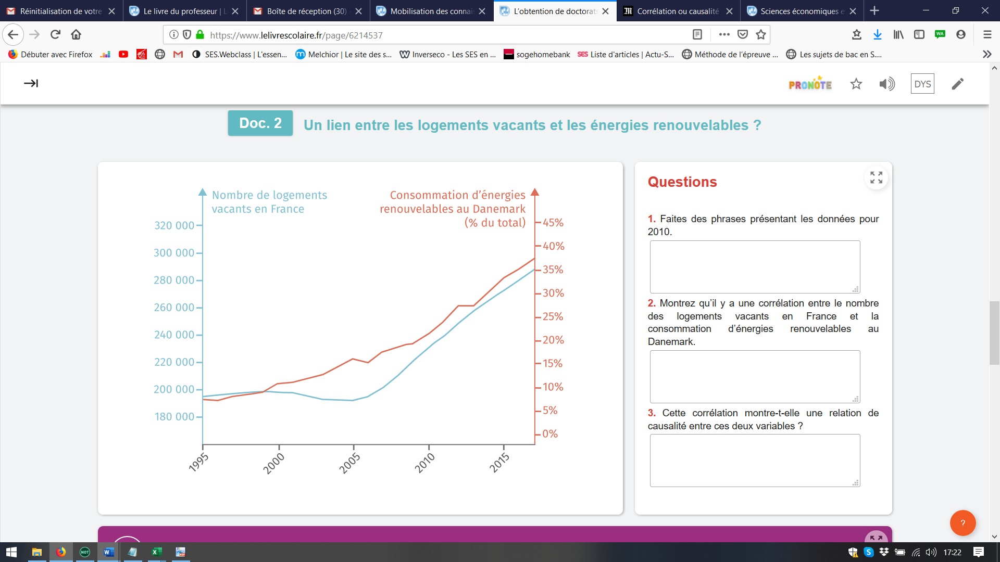 Réinitialisation de votre
Le livre du professeur | L
Boîte de réception (30) -
Mobilisation des connai
L'obtention de doctorats
Corrélation ou causalité
Sciences économiques e
https://www.lelivrescolaire.fr/page/6214537
Débuter avec Firefox
SES.Webclass | L'essen...
Melchior | Le site des s...
Inverseco - Les SES en ...
sogehomebank
SES Liste d'articles | Actu-S...
Méthode de l'épreuve ...
Les sujets de bac en S....
PRONOTE
DYS
Doc. 2
Un lien entre les logements vacants et les énergies renouvelables ?
Nombre de logements
vacants en France
Consommation d'énergies
renouvelables au Danemark
(% du total)
320 000
300 000
280 000
260 000
240 000
220 000
200 000
180 000
45%
40%
35%
30%
25%
20%
15%
10%
5%
0%
1995
2000
2005
2010
2015
Questions
1. Faites des phrases présentant les données pour
2010.
2. Montrez qu'il y a une corrélation entre le nombre
des logements vacants en France et la
consommation d'énergies renouvelables au
Danemark.
3. Cette corrélation montre-t-elle une relation de
causalité entre ces deux variables ?
?
17:22